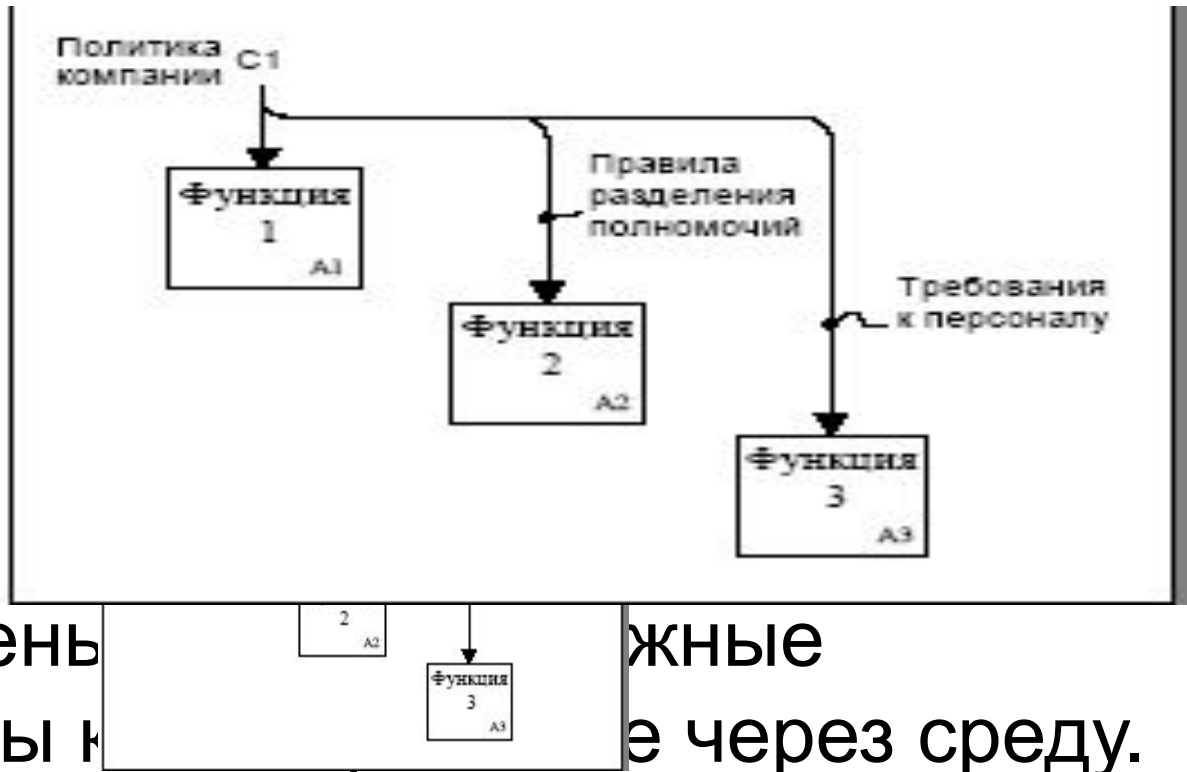 Политика
компании
C1
Функция
1
A1
Правила
разделения
полномочий
Функция
2
A2
Требования
к персоналу
Функция
3
A3
2
A2
жные
Функция
3
A3
е через среду.